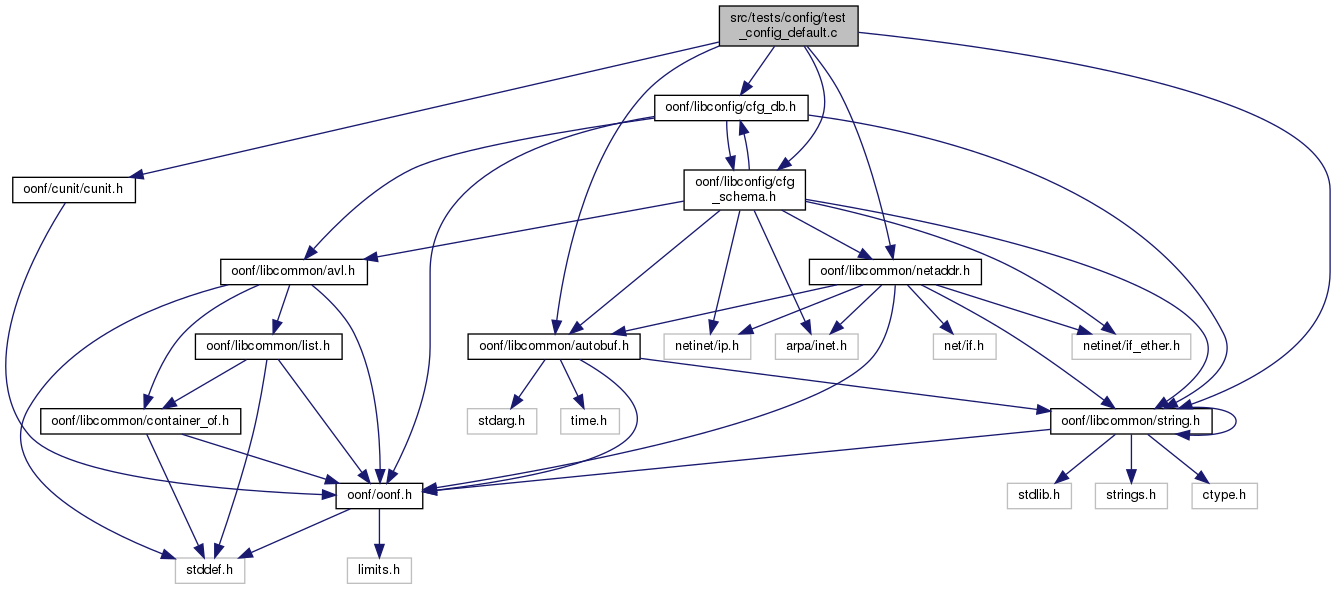 src/tests/config/test
_config_default.c
oonf/libconfig/cfg_db.h
oonf/cunit/cunit.h
oonf/libconfig/cfg
_schema.h
oonf/libcommon/avl.h
oonf/libcommon/netaddr.h
oonf/libcommon/list.h
oonf/libcommon/autobuf.h
netinet/ip.h
arpa/inet.h
net/if.h
netinet/if_ether.h
oonf/libcommon/container_of.h
stdarg.h
time.h
oonf/libcommon/string.h
oonf/oonf.h
stdlib.h
strings.h
ctype.h
stddef.h
limits.h